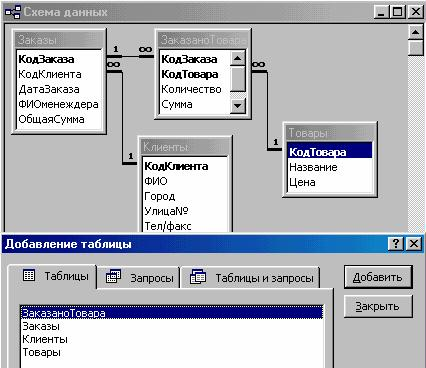 Схема данных
Заказы
КодЗаказа
КодКлиента
ДатаЗаказа
ФИОменеждера
ОбщаяСумма
1 ∞
∞
ЗаказаноТовара
КодЗаказа
КодТовара
Количество
Сумма
∞
1
Клиенты
КодКлиента
ФИО
Город
Улица№
Тел/факс
1
Товары
КодТовара
Название
Цена
Добавление таблицы
Таблицы
Запросы
Таблицы и запросы
Добавить
Закрыть
ЗаказаноТовара
Заказы
Клиенты
Товары